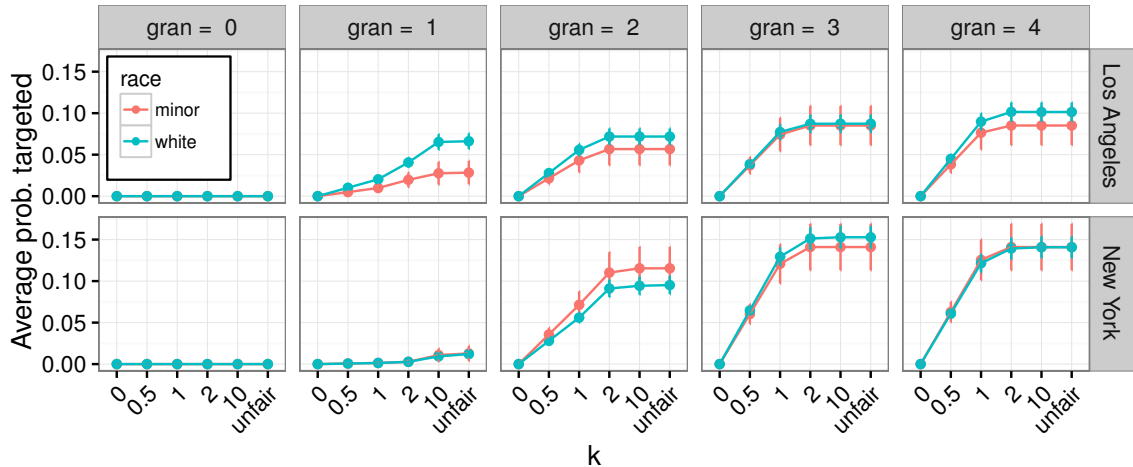 gran = 0
gran = 1
gran = 2
gran = 3
gran = 4
Average prob. targeted
0.15
0.10
0.05
0.00
race
minor
white
Los Angeles
0.15
0.10
0.05
0.00
New York
0 0.5 1 2 10 unfair
0 0.5 1 2 10 unfair
0 0.5 1 2 10 unfair
0 0.5 1 2 10 unfair
0 0.5 1 2 10 unfair
k